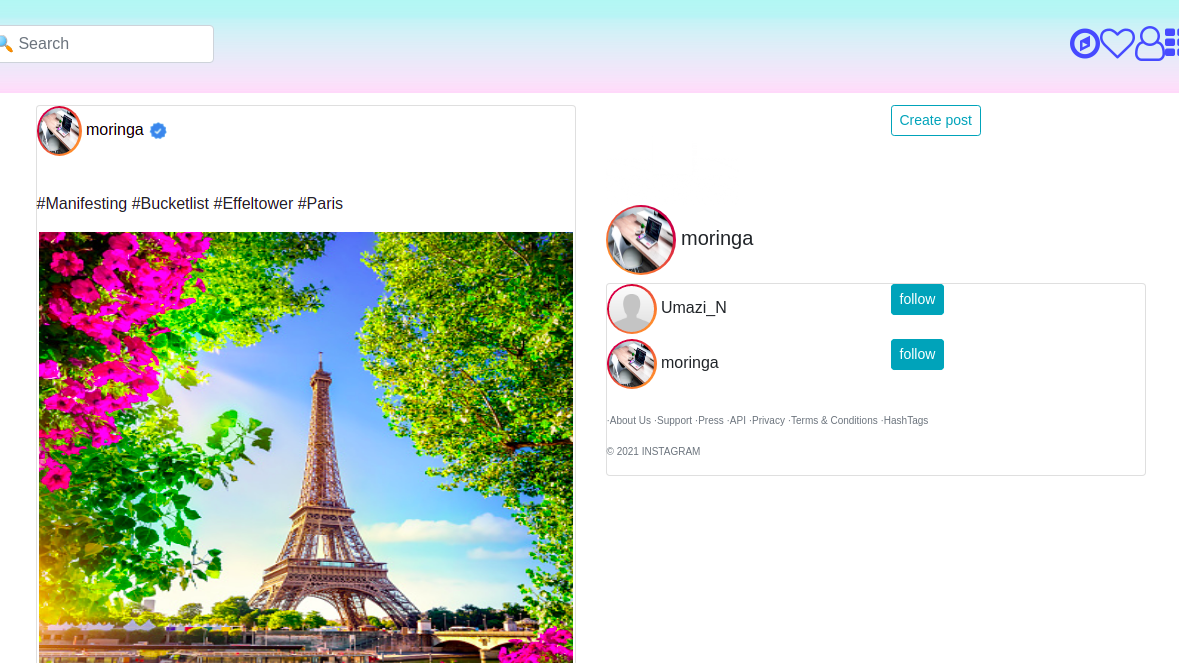 🔍 Search
moringa
#Manifesting #Bucketlist #Effeltower #Paris
Create post
moringa
Umazi_N
follow
moringa
follow
·About Us ·Support ·Press ·API ·Privacy ·Terms & Conditions ·HashTags
© 2021 INSTAGRAM